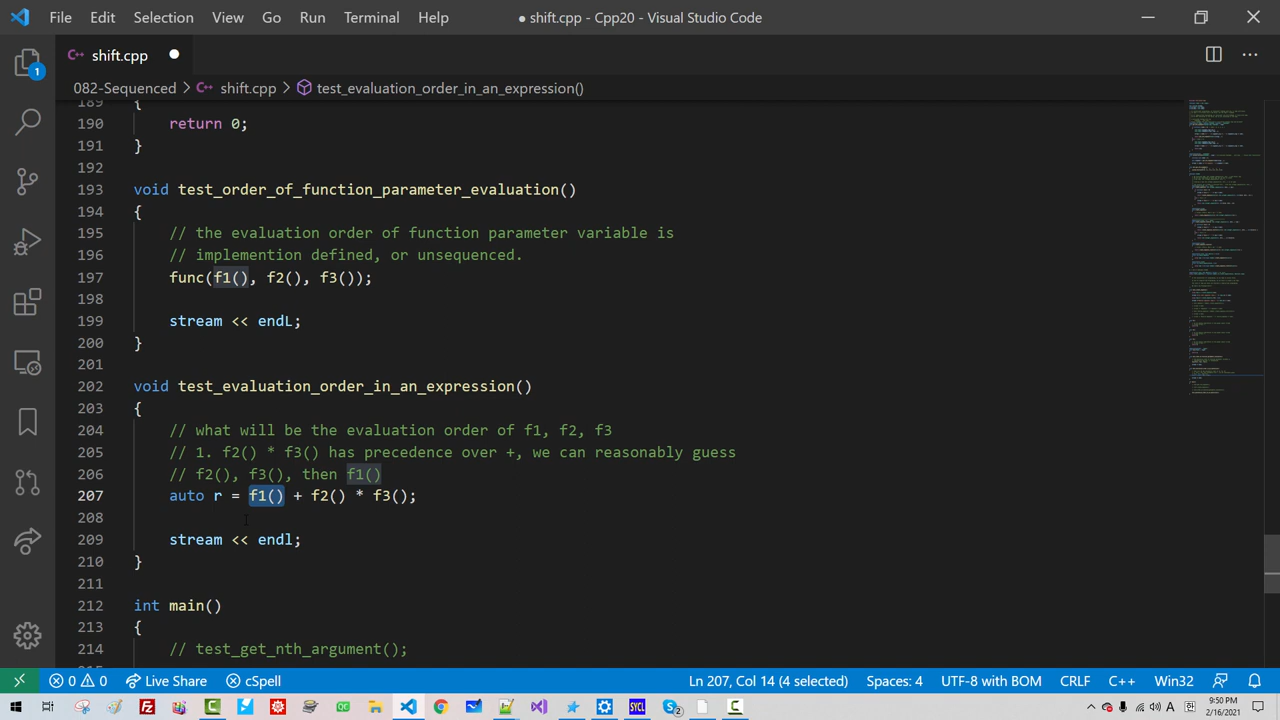 File Edit Selection View Go Run Terminal Help
● shift.cpp - Cpp20 - Visual Studio Code
C++ shift.cpp ●
082-Sequenced > C++ shift.cpp > test_evaluation_order_in_an_expression()
1
189 {
190 return 0;
191 }
192
193 void test_order_of_function_parameter_evaluation()
194 {
195 // the evaluation order of function parameter variable is
196 // implemention defined, or unsequenced
197 func(f1(), f2(), f3());
198
199 stream << endL;
200 }
201
202 void test_evaluation_order_in_an_expression()
203 {
204 // what will be the evaluation order of f1, f2, f3
205 // 1. f2() * f3() has precedence over +, we can reasonably guess
206 // f2(), f3(), then f1()
207 auto r = f1() + f2() * f3();
208
209 stream << endl;
210 }
211
212 int main()
213 {
214 // test_get_nth_argument();
0 0 Live Share cSpell Ln 207, Col 14 (4 selected) Spaces: 4 UTF-8 with BOM CRLF C++ Win32
9:50 PM
2/16/2021